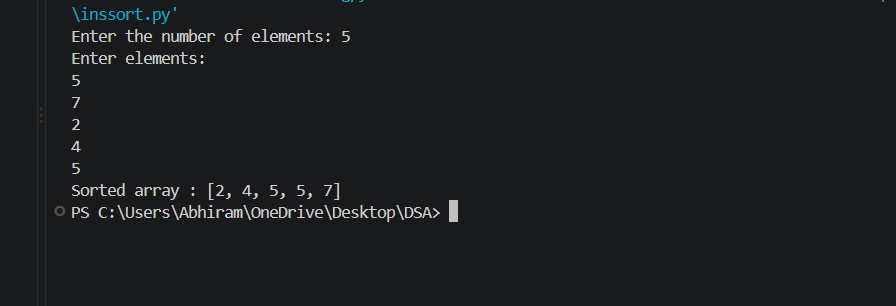 \inssort.py'
Enter the number of elements: 5
Enter elements:
5
7
2
4
5
Sorted array : [2, 4, 5, 5, 7]
PS C:\Users\Abhiram\OneDrive\Desktop\DSA>